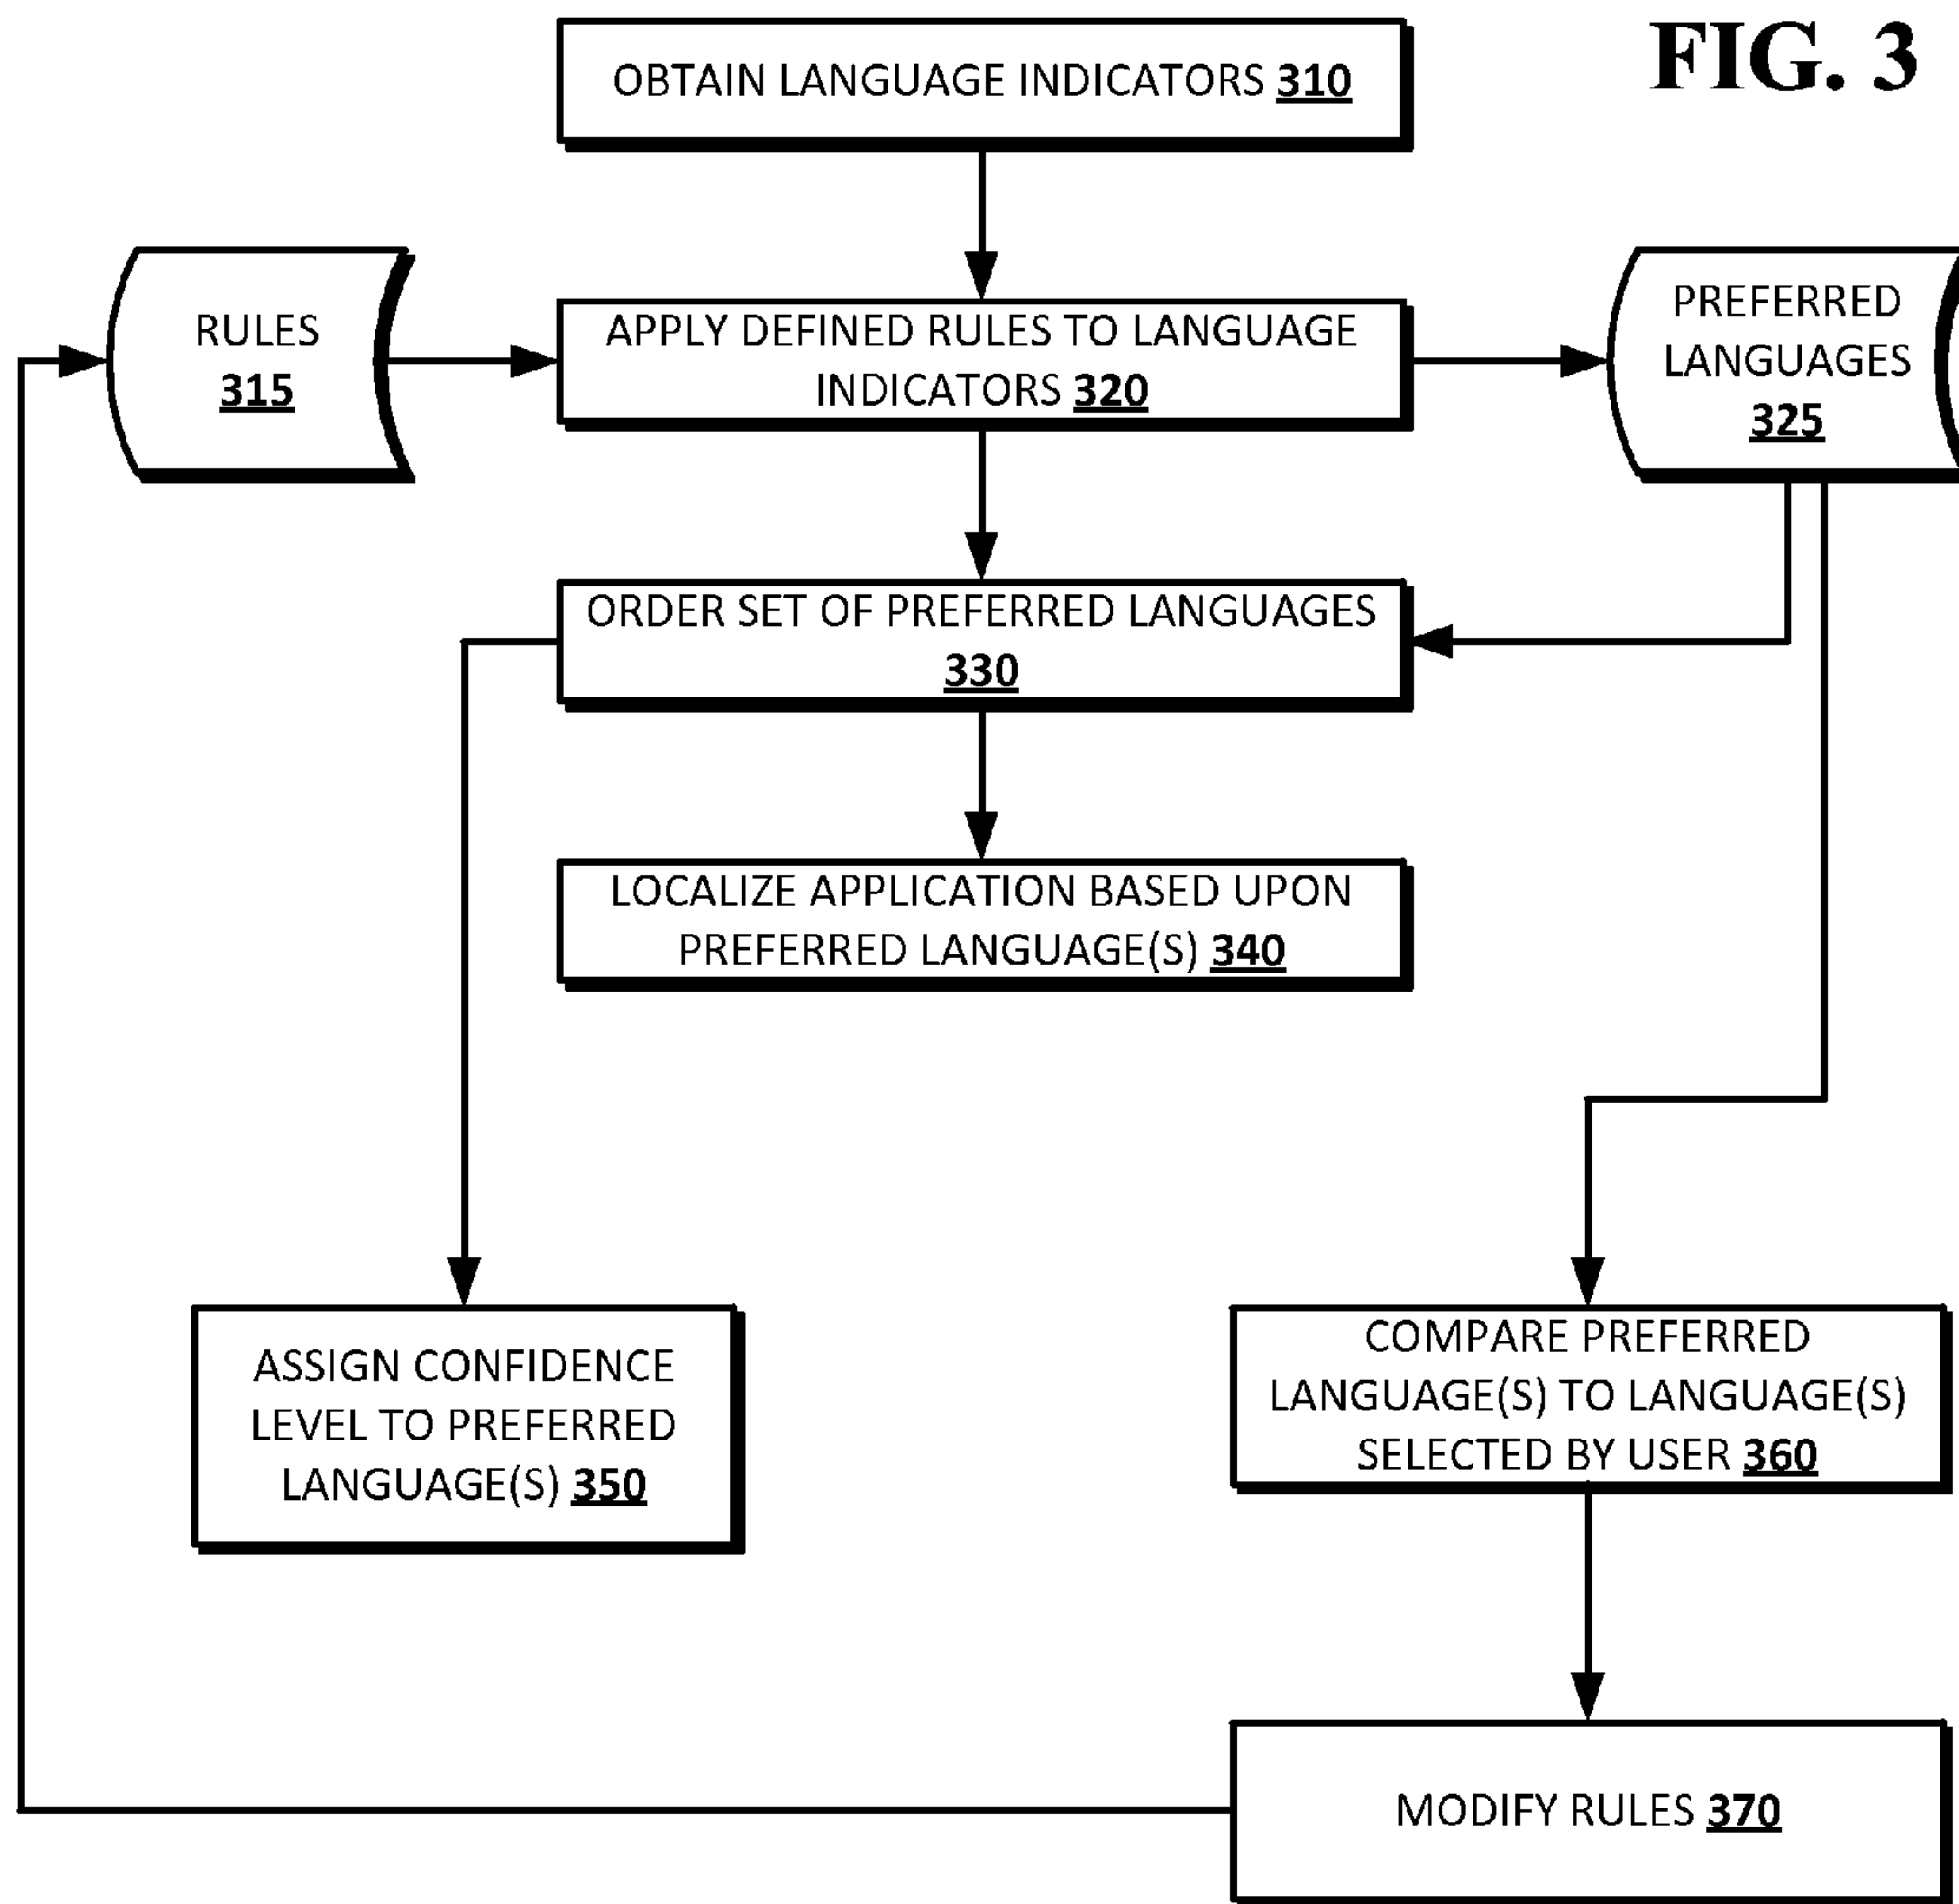 FIG. 3
OBTAIN LANGUAGE INDICATORS 310
RULES
315
APPLY DEFINED RULES TO LANGUAGE
INDICATORS 320
PREFERRED
LANGUAGES
325
ORDER SET OF PREFERRED LANGUAGES
330
LOCALIZE APPLICATION BASED UPON
PREFERRED LANGUAGE(S) 340
ASSIGN CONFIDENCE
LEVEL TO PREFERRED
LANGUAGE(S) 350
COMPARE PREFERRED
LANGUAGE(S) TO LANGUAGE(S)
SELECTED BY USER 360
MODIFY RULES 370